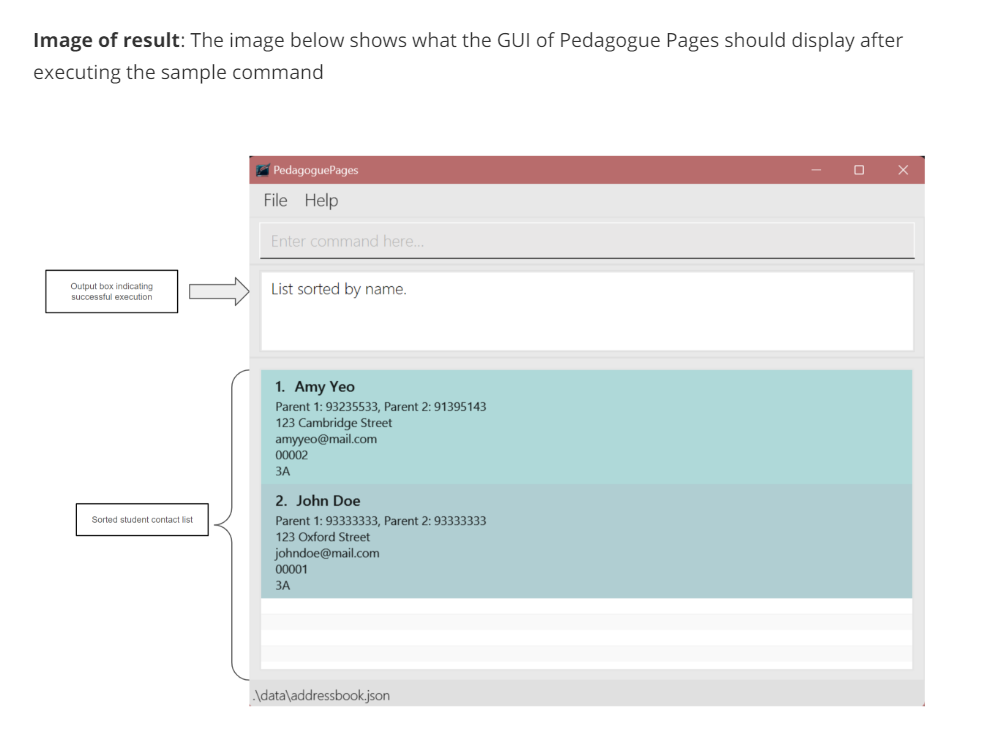 Image of result: The image below shows what the GUI of Pedagogue Pages should display after
executing the sample command
PedagoguePages
File Help
Enter command here...
Output box indicating
successful execution
List sorted by name.
1. Amy Yeo
Parent 1: 93235533, Parent 2: 91395143
123 Cambridge Street
amyyeo@mail.com
00002
3A
2. John Doe
Parent 1: 93333333, Parent 2: 93333333
123 Oxford Street
johndoe@mail.com
00001
3A
Sorted student contact list
.\data\addressbook.json